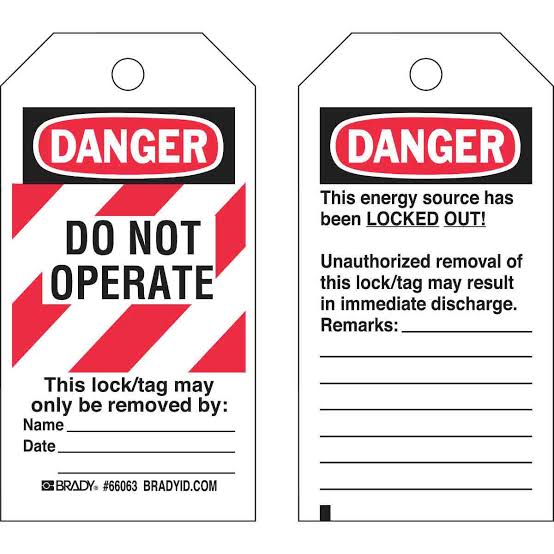 DANGER
DO NOT
OPERATE
This lock/tag may
only be removed by:
Name
Date
BRADY® #66063 BRADYID.COM
DANGER
This energy source has
been LOCKED OUT!
Unauthorized removal of
this lock/tag may result
in immediate discharge.
Remarks: